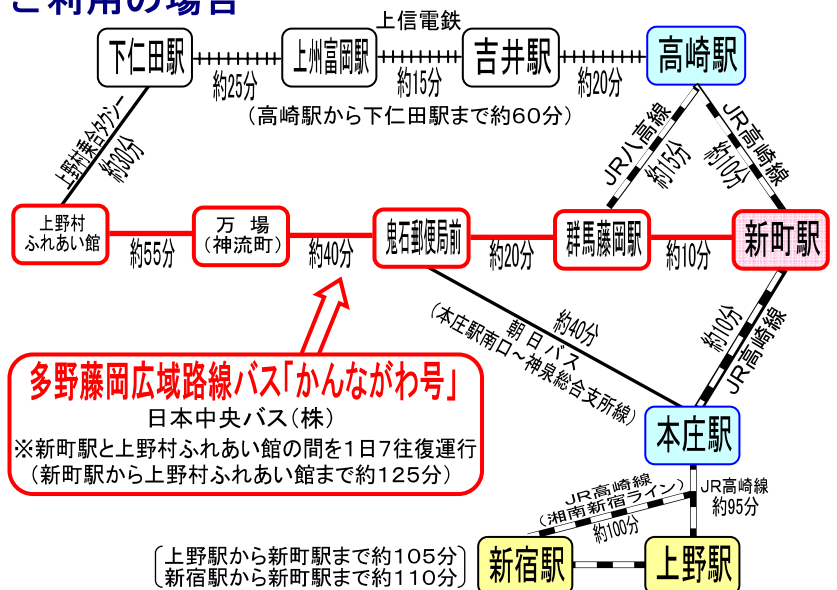 ご利用の場合
上信電鉄
下仁田駅
上州富岡駅
吉井駅
高崎駅
約25分
約15分
約20分
(高崎駅から下仁田駅まで約60分)
上野村乗合タクシー
約30分
JR八高線
約15分
JR高崎線
約10分
上野村
ふれあい館
万場
(神流町)
鬼石郵便局前
群馬藤岡駅
新町駅
約55分
約40分
約20分
約10分
約40分
朝日バス
(本庄駅南口~神泉総合支所線)
約10分
JR高崎線
多野藤岡広域路線バス「かんながわ号」
日本中央バス(株)
※新町駅と上野村ふれあい館の間を1日7往復運行
(新町駅から上野村ふれあい館まで約125分)
本庄駅
JR高崎線
(湘南新宿ライン)
約100分
JR高崎線
約95分
上野駅から新町駅まで約105分
新宿駅から新町駅まで約110分
新宿駅
上野駅